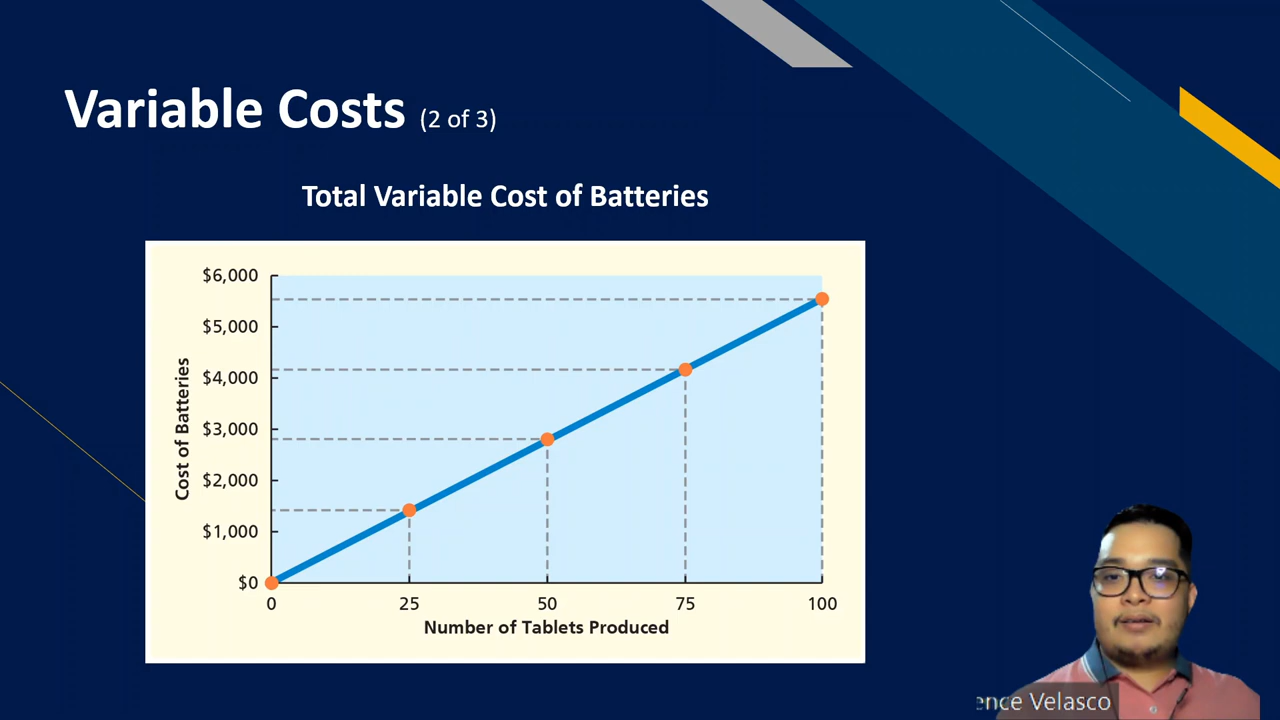 Variable Costs (2 of 3)
Total Variable Cost of Batteries
$6,000
$5,000
$4,000
$3,000
$2,000
$1,000
$0
Cost of Batteries
0 25 50 75 100
Number of Tablets Produced
Velasco